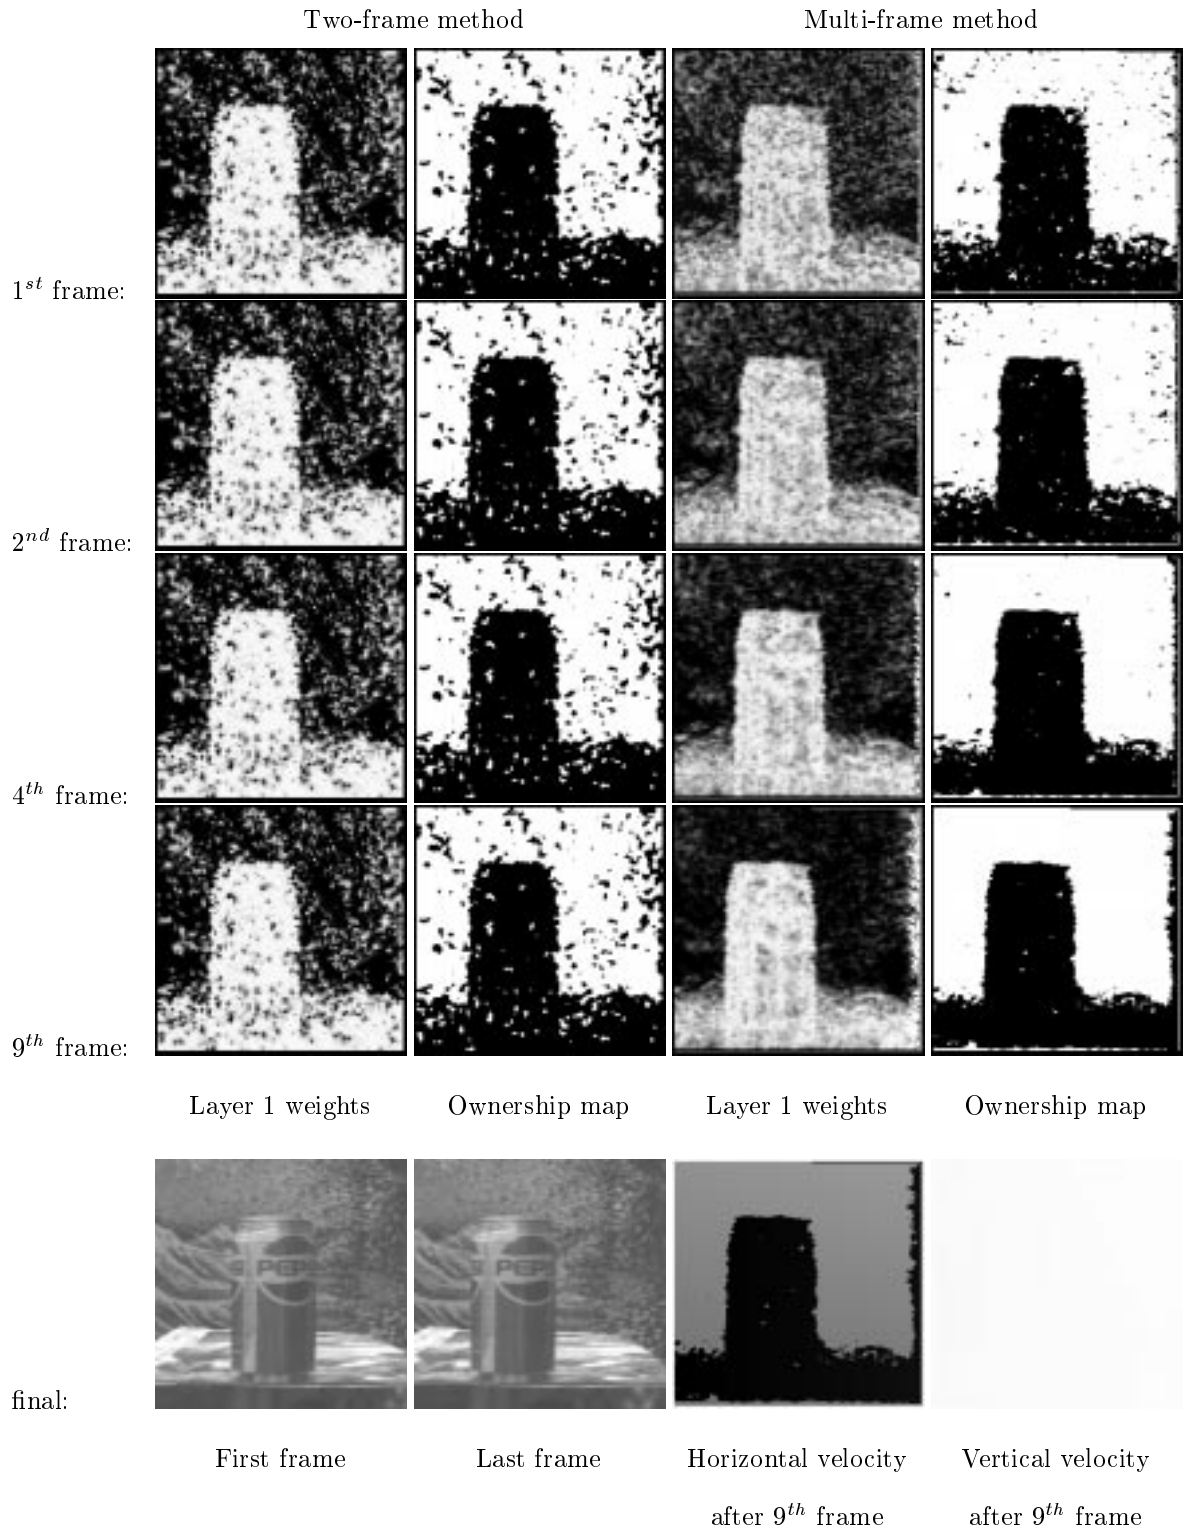 Two-frame method Multi-frame method
1st frame:
2nd frame:
4th frame:
9th frame:
Layer 1 weights Ownership map Layer 1 weights Ownership map
PEP PEP
final:
First frame Last frame Horizontal velocity Vertical velocity
after 9th frame after 9th frame